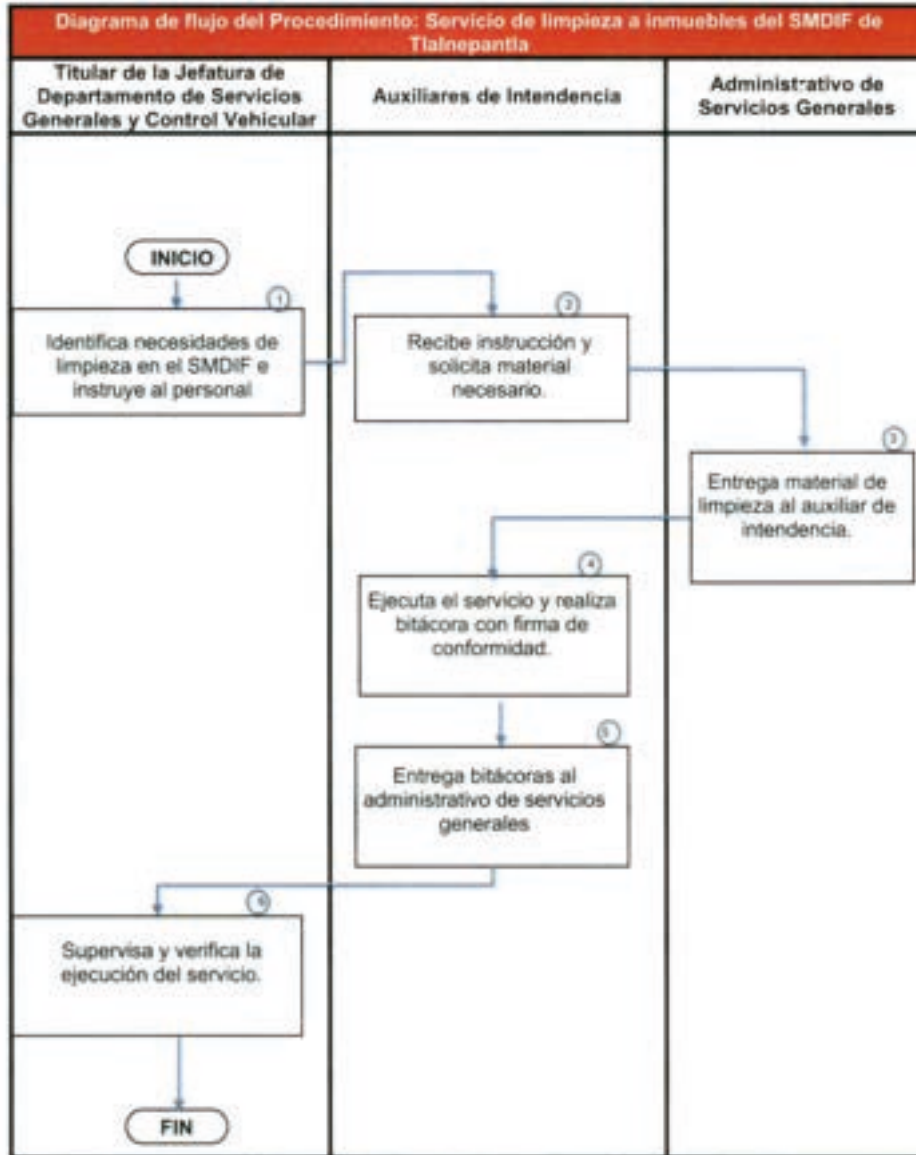 Diagrama de flujo del Procedimiento: Servicio de limpieza a inmuebles del SMDIF de
Tlalnepantla
Titular de la Jefatura de
Departamento de Servicios
Generales y Control Vehicular
Auxiliares de Intendencia
Administrativo de
Servicios Generales
INICIO
1
Identifica necesidades de
limpieza en el SMDIF e
instruye al personal
2
Recibe instrucción y
solicita material
necesario.
3
Entrega material de
limpieza al auxiliar de
intendencia.
4
Ejecuta el servicio y realiza
bitácora con firma de
conformidad.
5
Entrega bitácoras al
administrativo de servicios
generales
6
Supervisa y verifica la
ejecución del servicio.
FIN